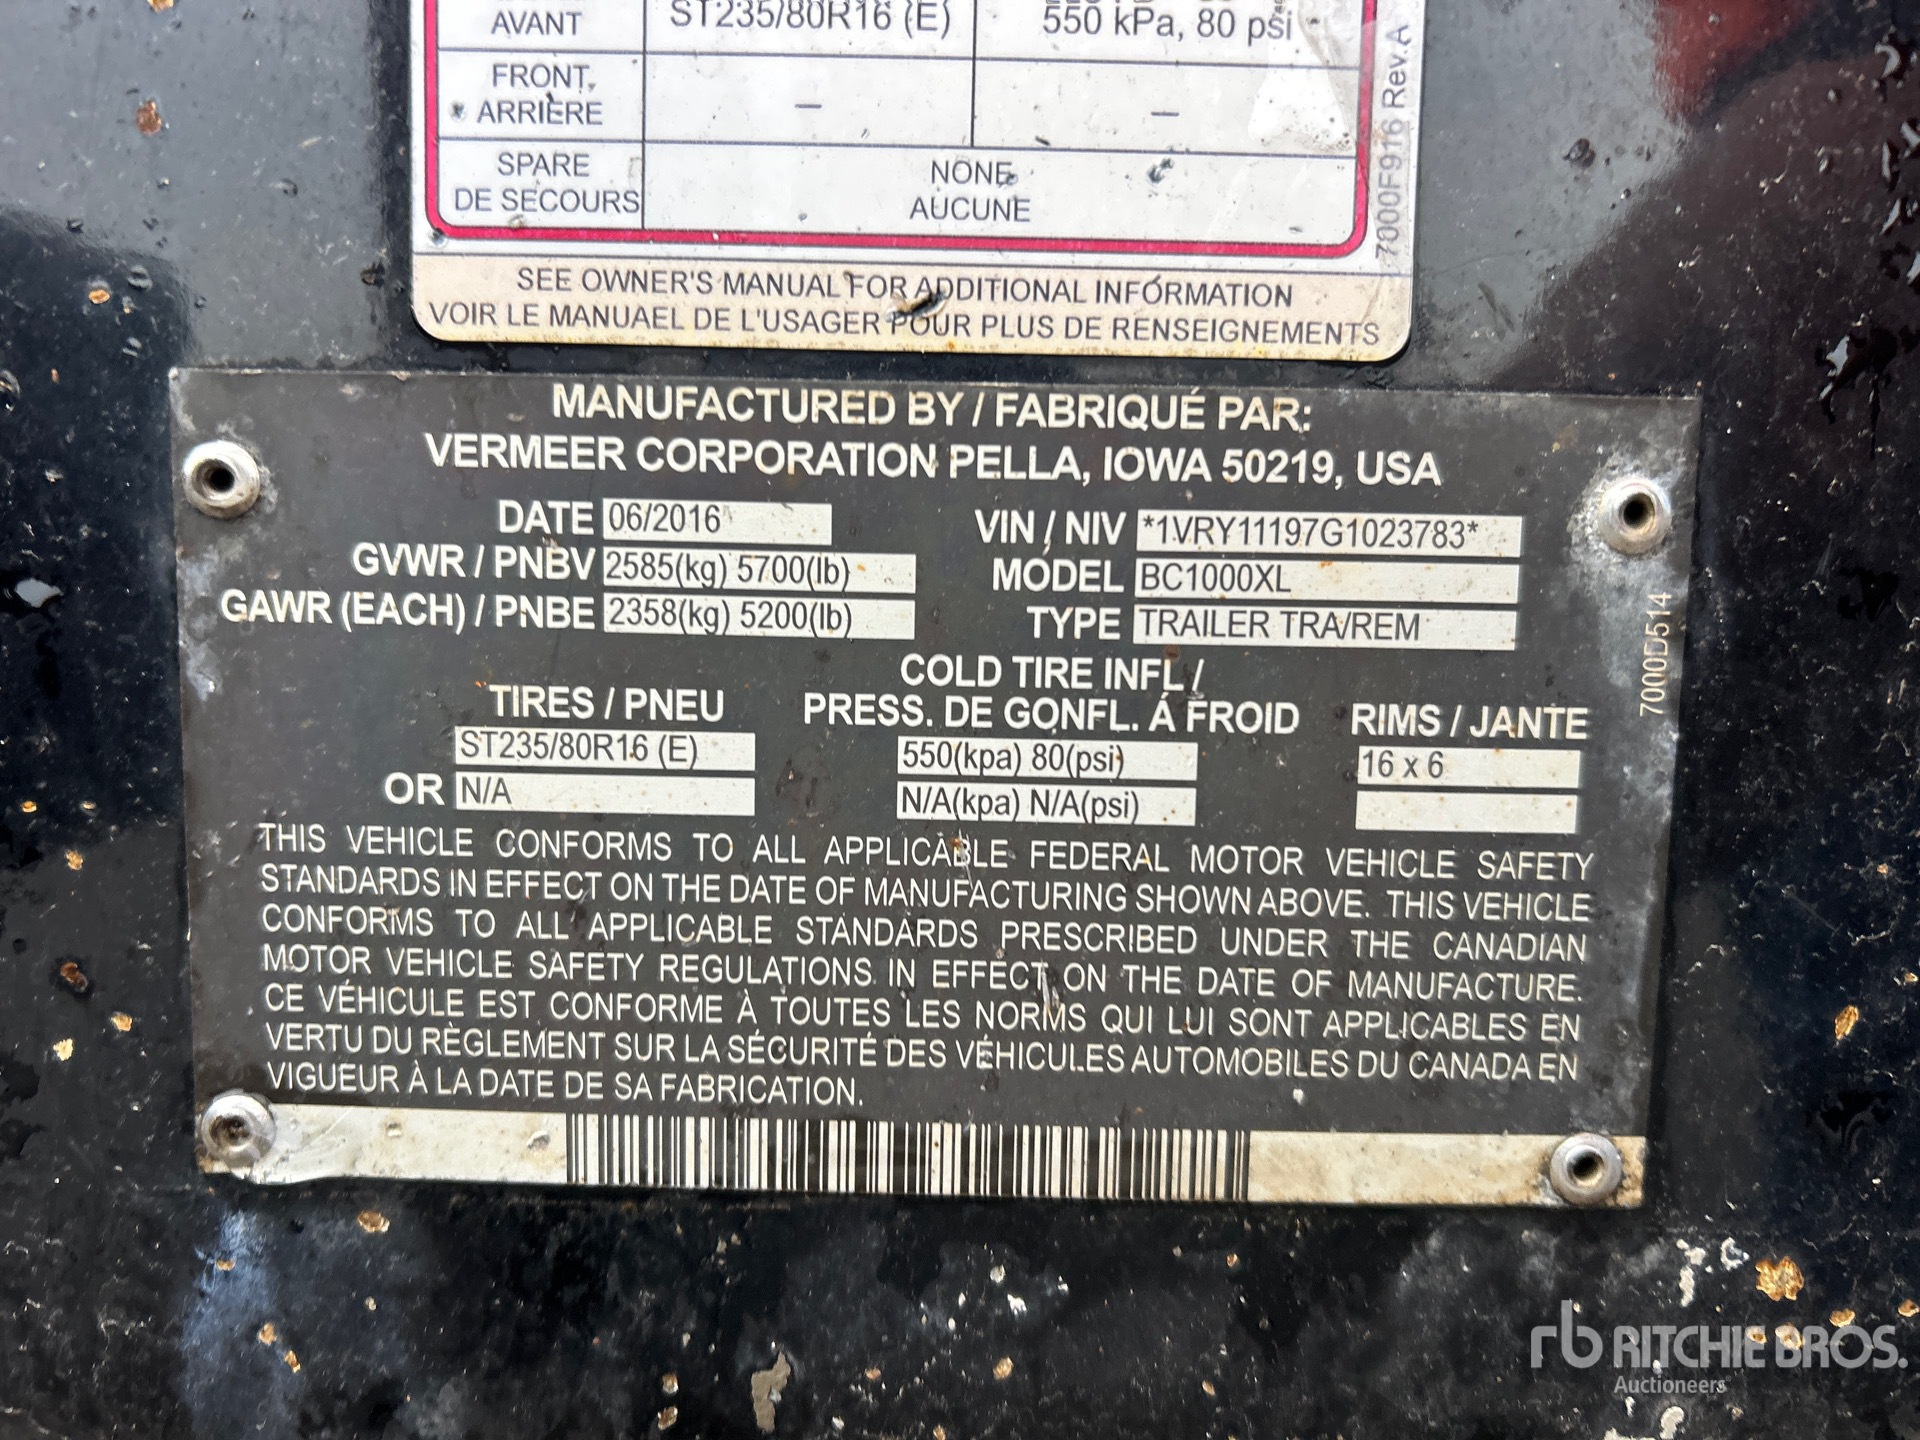 AVANT
ST235/80R16 (E)
550 kPa, 80 psi
FRONT
ARRIÈRE
—
—
SPARE
DE SECOURS
NONE
AUCUNE
7000F916 Rev.A
SEE OWNER'S MANUAL FOR ADDITIONAL INFORMATION
VOIR LE MANUAEL DE L'USAGER POUR PLUS DE RENSEIGNEMENTS
MANUFACTURED BY / FABRIQUÉ PAR:
VERMEER CORPORATION PELLA, IOWA 50219, USA
DATE 06/2016
VIN / NIV *1VRY11197G1023783*
GVWR / PNBV 2585(kg) 5700(lb)
MODEL BC1000XL
GAWR (EACH) / PNBE 2358(kg) 5200(lb)
TYPE TRAILER TRA/REM
7000D514
TIRES / PNEU
COLD TIRE INFL /
PRESS. DE GONFL. Á FROID
RIMS / JANTE
ST235/80R16 (E)
550(kpa) 80(psi)
16 x 6
OR N/A
N/A(kpa) N/A(psi)
THIS VEHICLE CONFORMS TO ALL APPLICABLE FEDERAL MOTOR VEHICLE SAFETY
STANDARDS IN EFFECT ON THE DATE OF MANUFACTURING SHOWN ABOVE. THIS VEHICLE
CONFORMS TO ALL APPLICABLE STANDARDS PRESCRIBED UNDER THE CANADIAN
MOTOR VEHICLE SAFETY REGULATIONS IN EFFECT ON THE DATE OF MANUFACTURE.
CE VÉHICULE EST CONFORME À TOUTES LES NORMS QUI LUI SONT APPLICABLES EN
VERTU DU RÈGLEMENT SUR LA SÉCURITÉ DES VÉHICULES AUTOMOBILES DU CANADA EN
VIGUEUR À LA DATE DE SA FABRICATION.
rb RITCHIE BROS.
Auctioneers